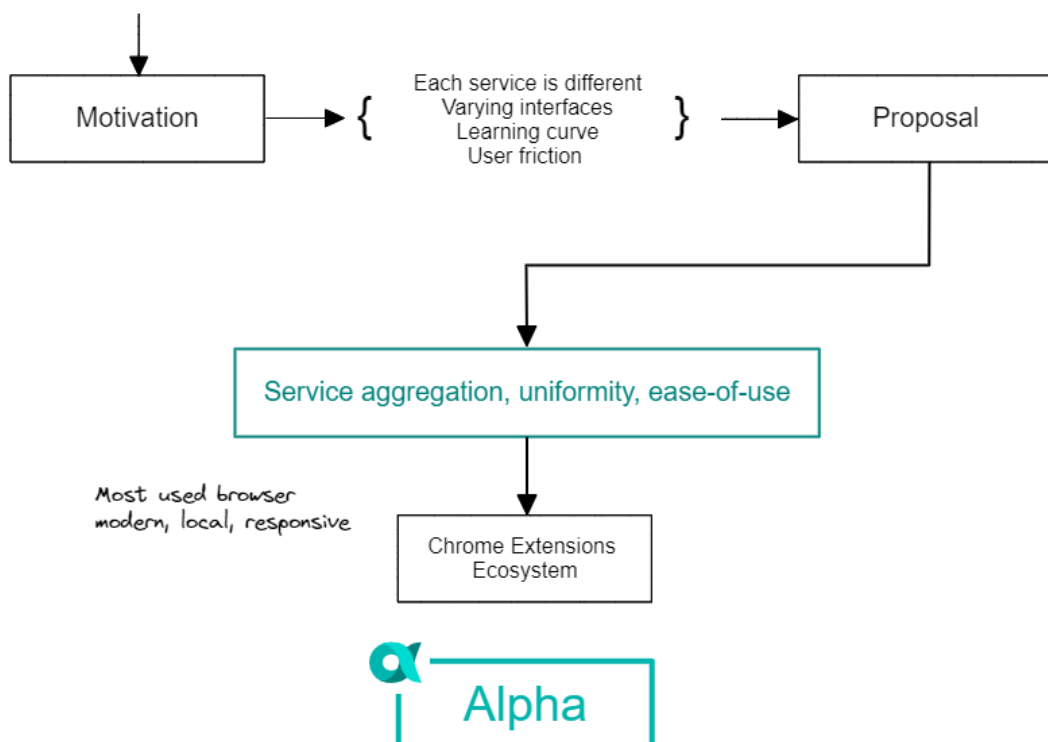 Motivation
{
Each service is different
Varying interfaces
Learning curve
User friction
}
Proposal
Service aggregation, uniformity, ease-of-use
Most used browser
modern, local, responsive
Chrome Extensions
Ecosystem
Alpha